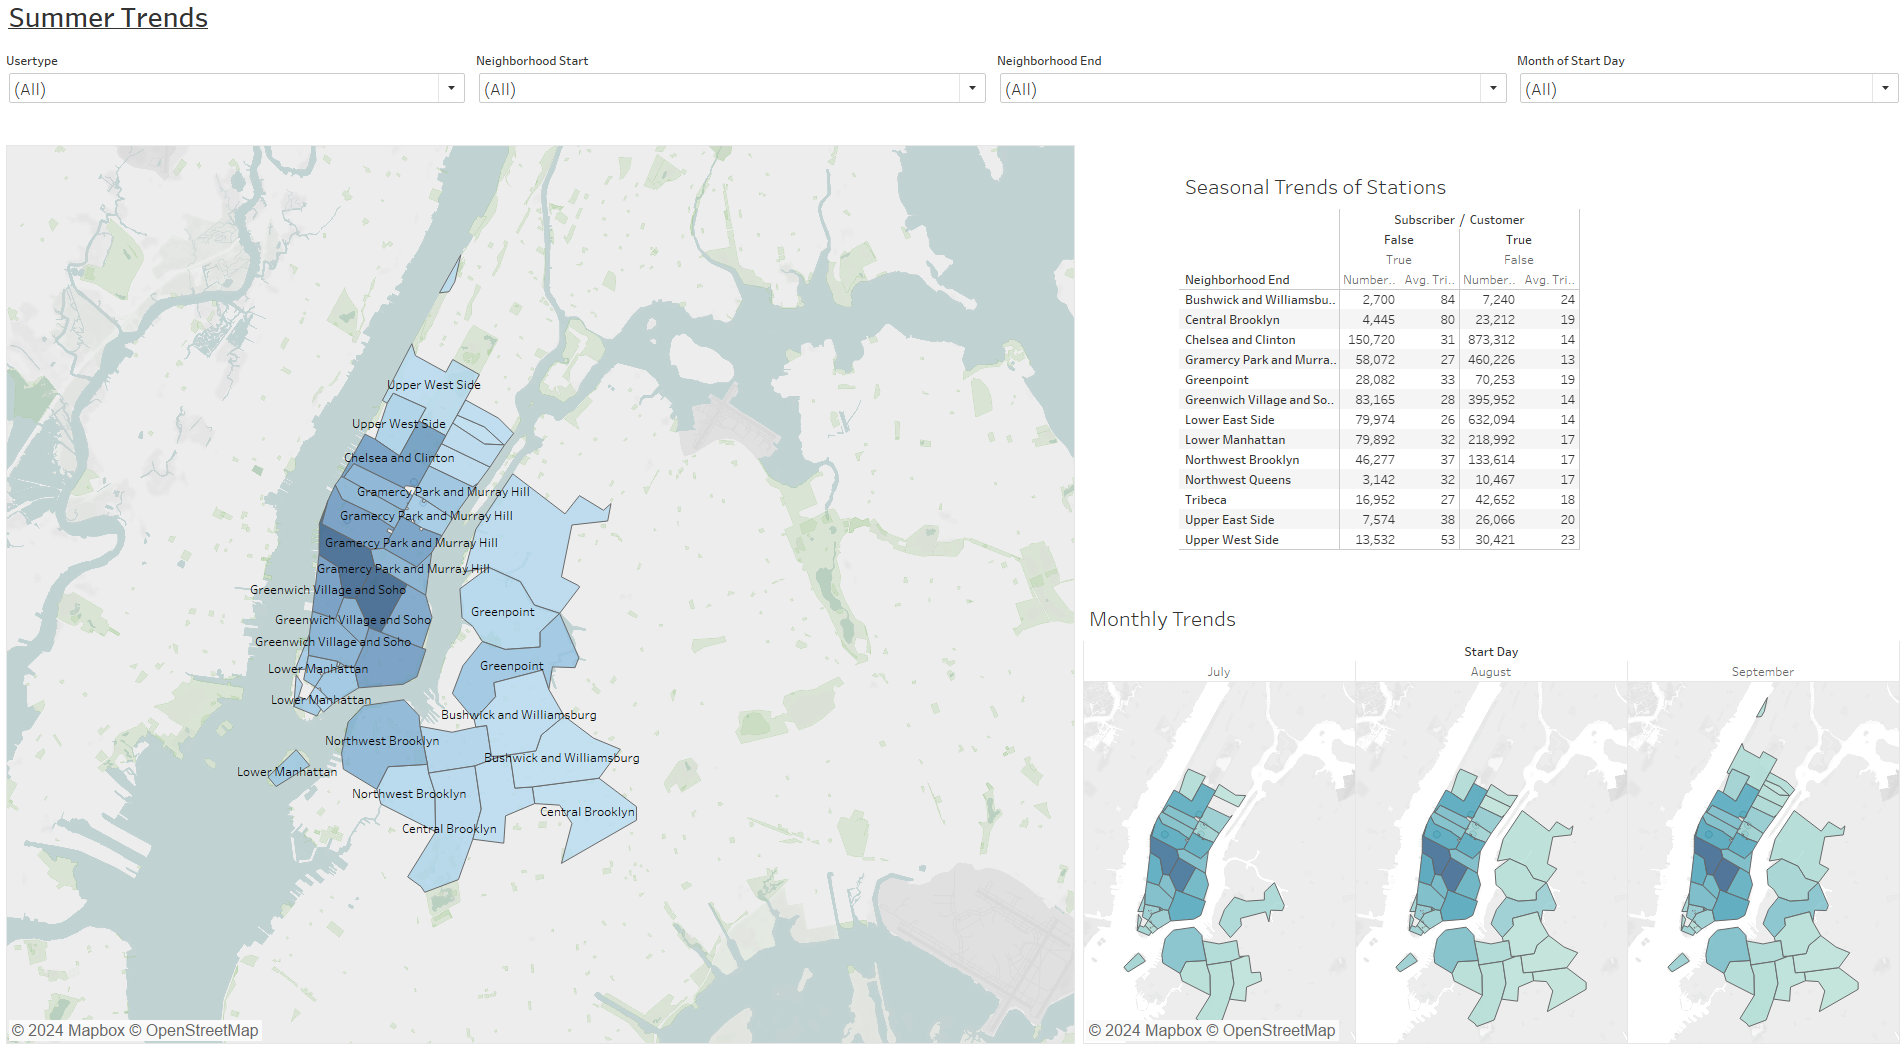 Summer Trends
Usertype Neighborhood Start Neighborhood End Month of Start Day
(All) (All) (All) (All)
Upper West Side
Upper West Side
Chelsea and Clinton
Gramercy Park and Murray Hill
Gramercy Park and Murray Hill
Gramercy Park and Murray Hill
Gramercy Park and Murray Hill
Greenwich Village and Soho
Greenwich Village and Soho
Greenwich Village and Soho
Lower Manhattan
Lower Manhattan
Lower Manhattan
Greenpoint
Greenpoint
Bushwick and Williamsburg
Bushwick and Williamsburg
Northwest Brooklyn
Northwest Brooklyn
Central Brooklyn
Central Brooklyn
© 2024 Mapbox © OpenStreetMap
Seasonal Trends of Stations
Subscriber / Customer
False True
True False
Neighborhood End Number.. Avg. Tri.. Number.. Avg. Tri..
Bushwick and Williamsbu.. 2,700 84 7,240 24
Central Brooklyn 4,445 80 23,212 19
Chelsea and Clinton 150,720 31 873,312 14
Gramercy Park and Murra.. 58,072 27 460,226 13
Greenpoint 28,082 33 70,253 19
Greenwich Village and So.. 83,165 28 395,952 14
Lower East Side 79,974 26 632,094 14
Lower Manhattan 79,892 32 218,992 17
Northwest Brooklyn 46,277 37 133,614 17
Northwest Queens 3,142 32 10,467 17
Tribeca 16,952 27 42,652 18
Upper East Side 7,574 38 26,066 20
Upper West Side 13,532 53 30,421 23
Monthly Trends
Start Day
July August September
© 2024 Mapbox © OpenStreetMap